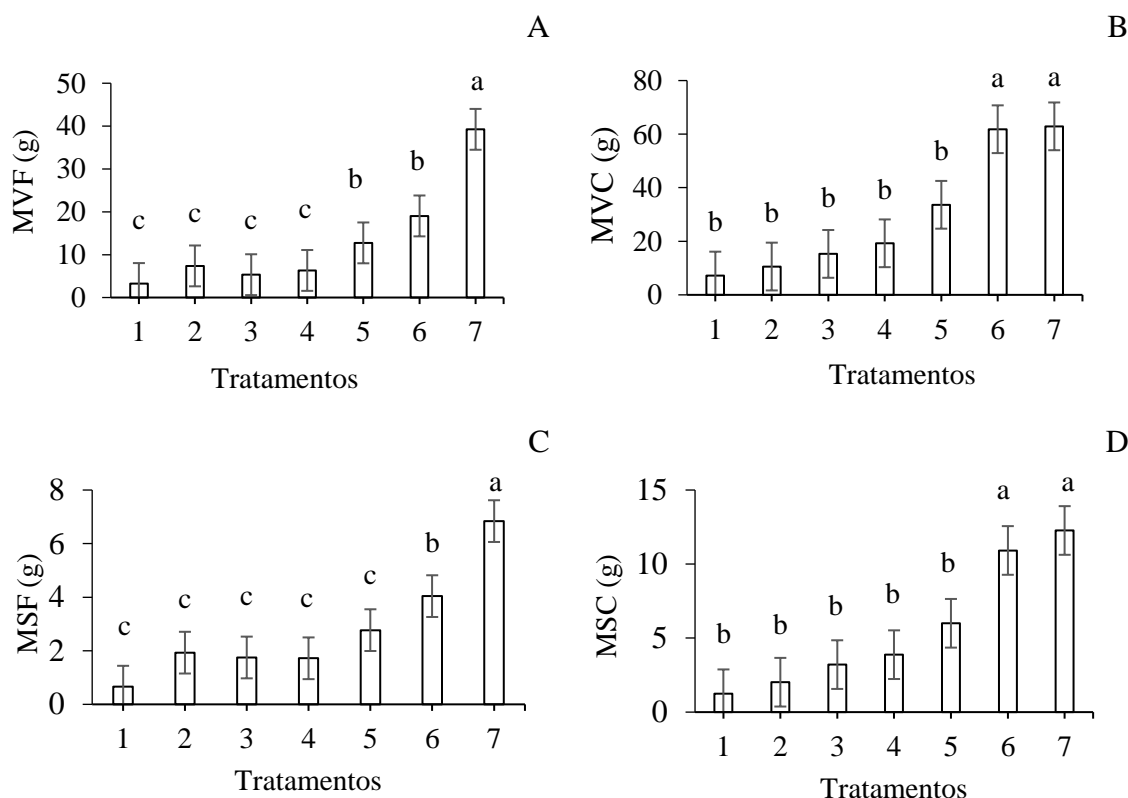 A
MVF (g)
50
40
30
20
10
0
c
c
c
c
b
b
a
1 2 3 4 5 6 7
Tratamentos
B
MVC (g)
80
60
40
20
0
b
b
b
b
b
a
a
1 2 3 4 5 6 7
Tratamentos
C
MSF (g)
8
6
4
2
0
c
c
c
c
c
b
a
1 2 3 4 5 6 7
Tratamentos
D
MSC (g)
15
10
5
0
b
b
b
b
b
a
a
1 2 3 4 5 6 7
Tratamentos